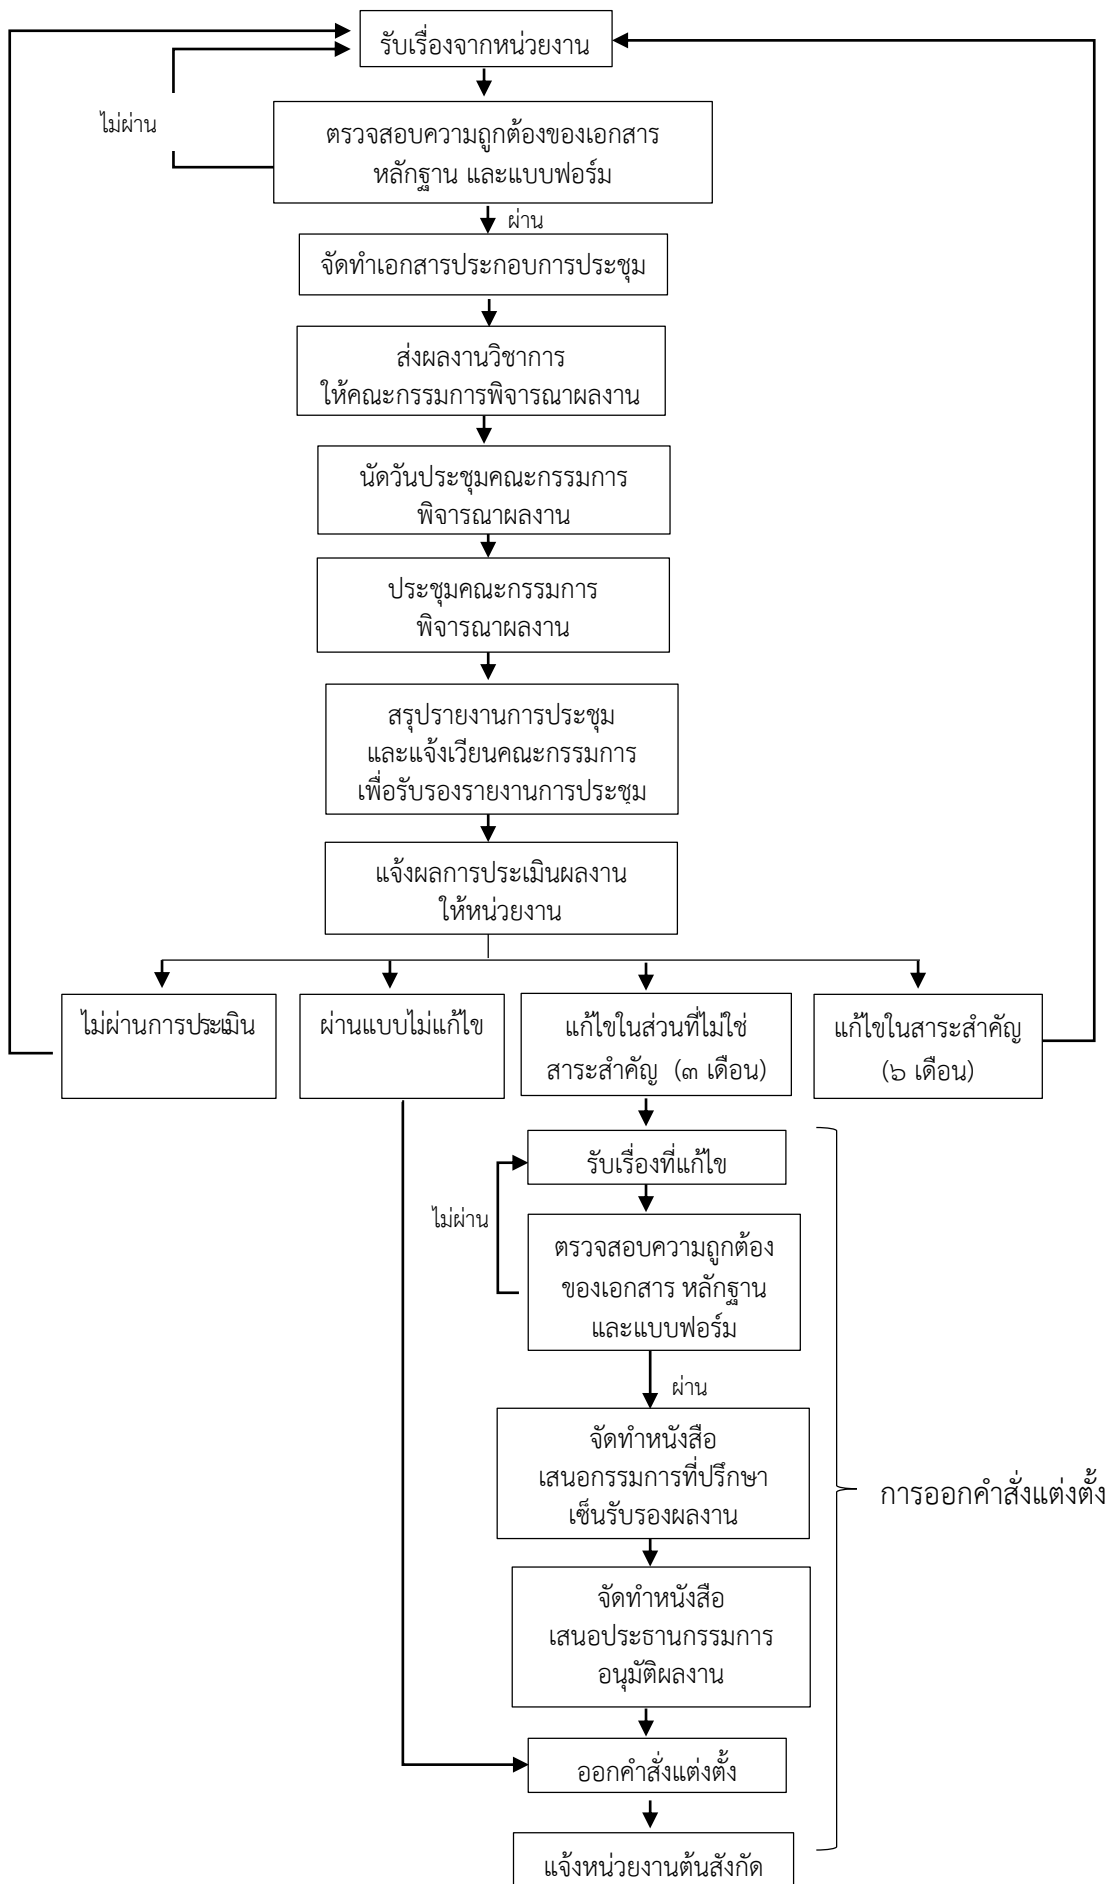 รับเรื่องจากหน่วยงาน
ไม่ผ่าน
ตรวจสอบความถูกต้องของเอกสาร
หลักฐาน และแบบฟอร์ม
ผ่าน
จัดทำเอกสารประกอบการประชุม
ส่งผลงานวิชาการ
ให้คณะกรรมการพิจารณาผลงาน
นัดวันประชุมคณะกรรมการ
พิจารณาผลงาน
ประชุมคณะกรรมการ
พิจารณาผลงาน
สรุปรายงานการประชุม
และแจ้งเวียนคณะกรรมการ
เพื่อรับรองรายงานการประชุม
แจ้งผลการประเมินผลงาน
ให้หน่วยงาน
ไม่ผ่านการประเมิน
ผ่านแบบไม่แก้ไข
แก้ไขในส่วนที่ไม่ใช่
สาระสำคัญ (๓ เดือน)
แก้ไขในสาระสำคัญ
(๖ เดือน)
รับเรื่องที่แก้ไข
ไม่ผ่าน
ตรวจสอบความถูกต้อง
ของเอกสาร หลักฐาน
และแบบฟอร์ม
ผ่าน
จัดทำหนังสือ
เสนอกรรมการที่ปรึกษา
เซ็นรับรองผลงาน
การออกคำสั่งแต่งตั้ง
จัดทำหนังสือ
เสนอประธานกรรมการ
อนุมัติผลงาน
ออกคำสั่งแต่งตั้ง
แจ้งหน่วยงานต้นสังกัด